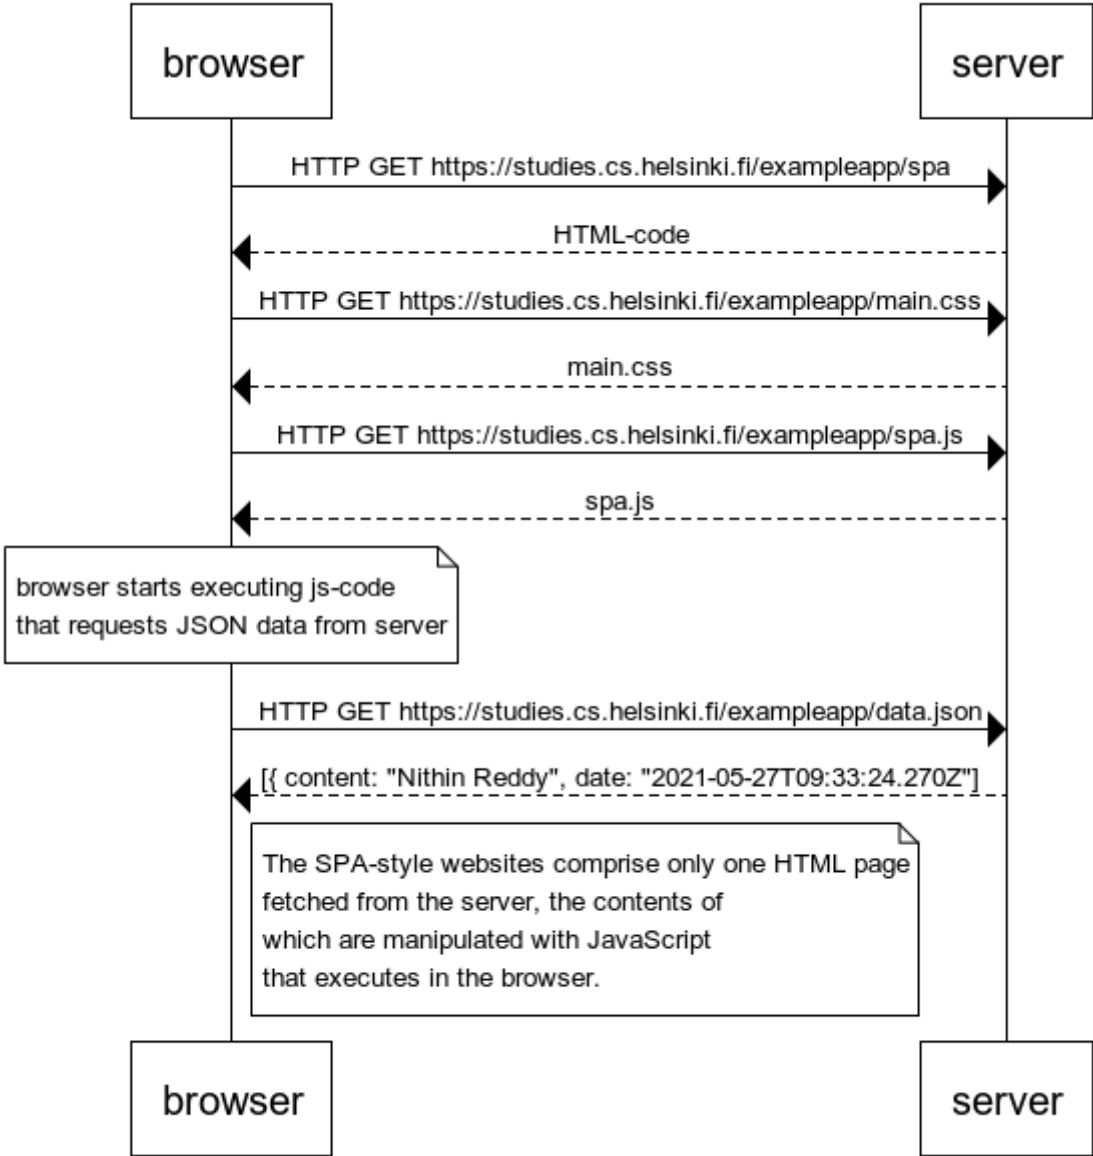 browser
server
HTTP GET https://studies.cs.helsinki.fi/exampleapp/spa
HTML-code
HTTP GET https://studies.cs.helsinki.fi/exampleapp/main.css
main.css
HTTP GET https://studies.cs.helsinki.fi/exampleapp/spa.js
spa.js
browser starts executing js-code
that requests JSON data from server
HTTP GET https://studies.cs.helsinki.fi/exampleapp/data.json
[{ content: "Nithin Reddy", date: "2021-05-27T09:33:24.270Z"]
The SPA-style websites comprise only one HTML page
fetched from the server, the contents of
which are manipulated with JavaScript
that executes in the browser.
browser
server